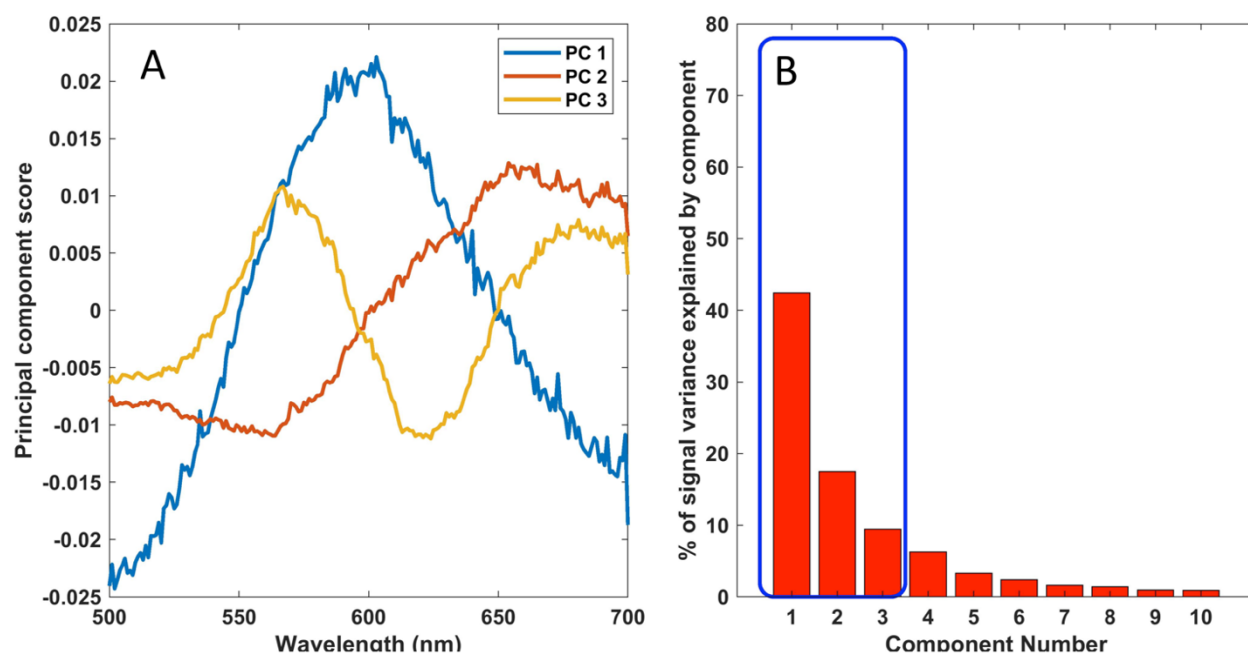 A
PC 1
PC 2
PC 3
0.025
0.02
0.015
0.01
0.005
0
-0.005
-0.01
-0.015
-0.02
-0.025
Principal component score
500 550 600 650 700
Wavelength (nm)
B
80
70
60
50
40
30
20
10
0
% of signal variance explained by component
1 2 3 4 5 6 7 8 9 10
Component Number